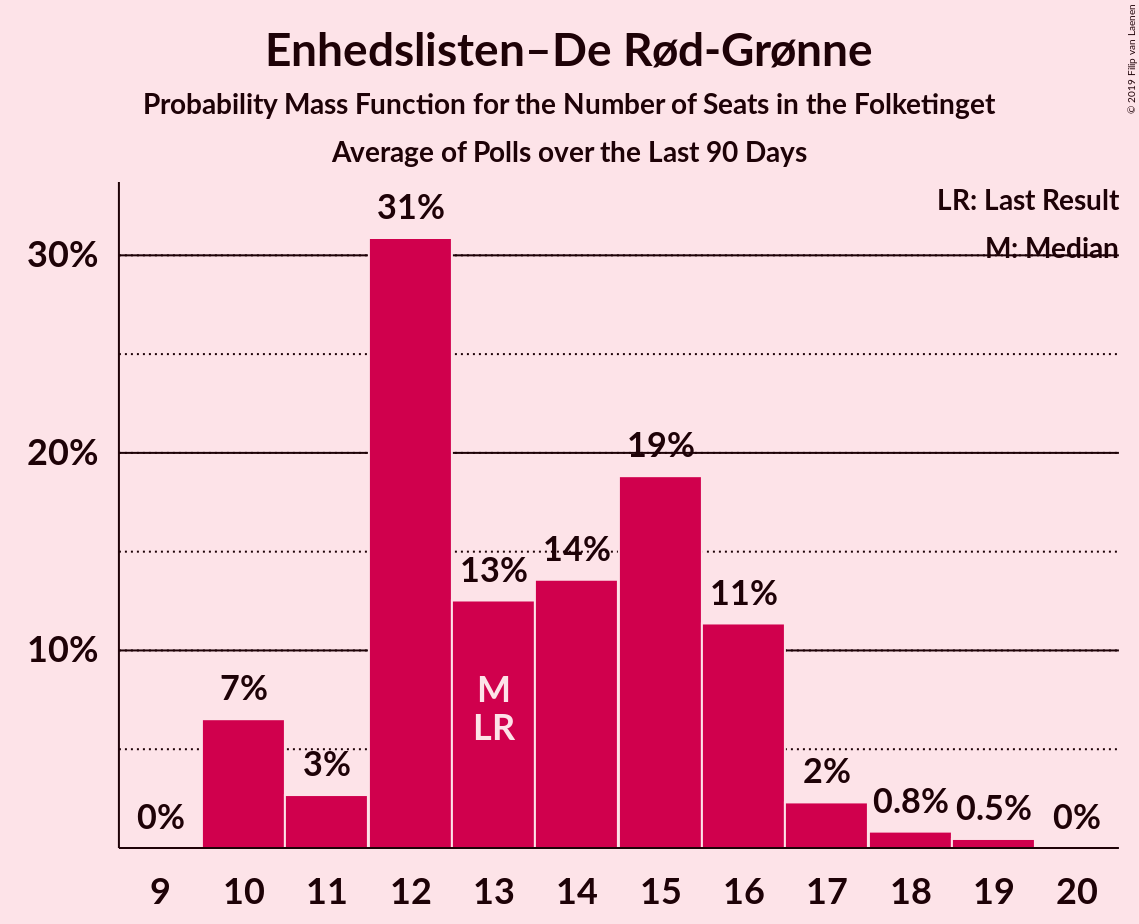 Enhedslisten–De Rød-Grønne
Probability Mass Function for the Number of Seats in the Folketinget
Average of Polls over the Last 90 Days
© 2019 Filip van Laenen
LR: Last Result
M: Median
30%
20%
10%
0%
7%
3%
31%
13%
14%
19%
11%
2%
0.8%
0.5%
0%
M
LR
9 10 11 12 13 14 15 16 17 18 19 20